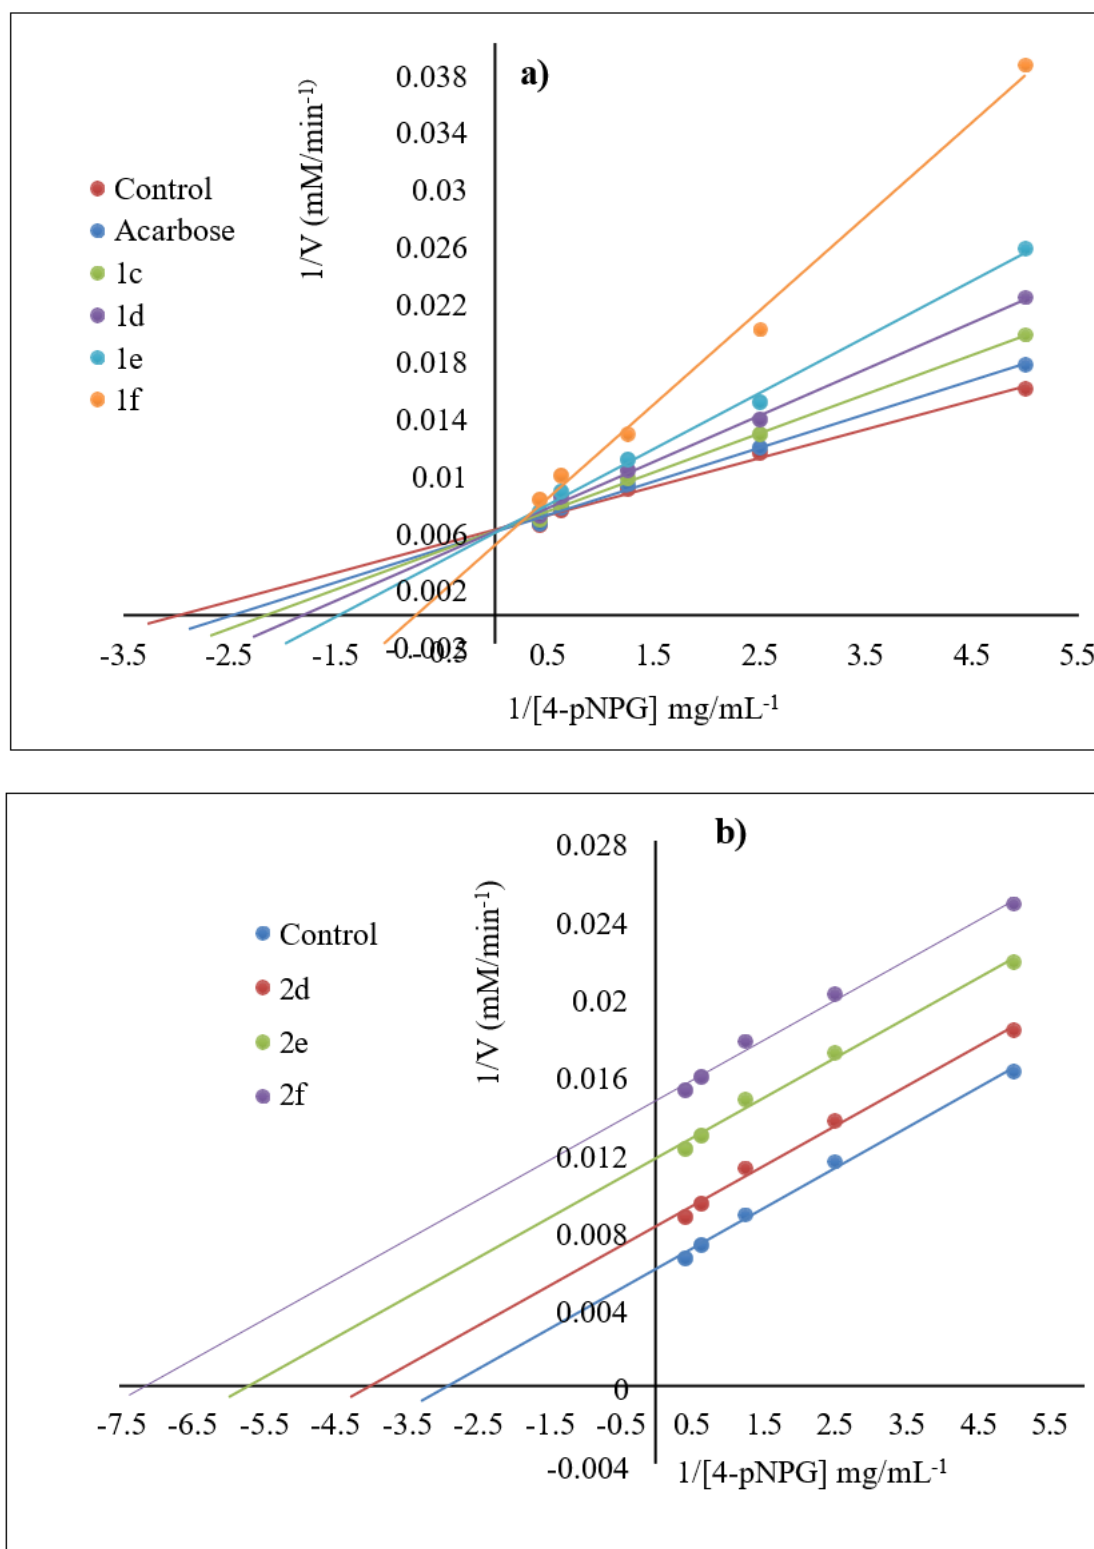 a)
1/V (mM/min⁻¹)
0.038
0.034
0.03
0.026
0.022
0.018
0.014
0.01
0.006
0.002
-0.002
Control
Acarbose
1c
1d
1e
1f
-3.5 -2.5 -1.5 -0.5 0.5 1.5 2.5 3.5 4.5 5.5
1/[4-pNPG] mg/mL⁻¹
b)
1/V (mM/min⁻¹)
0.028
0.024
0.02
0.016
0.012
0.008
0.004
0
-0.004
Control
2d
2e
2f
-7.5 -6.5 -5.5 -4.5 -3.5 -2.5 -1.5 -0.5 0.5 1.5 2.5 3.5 4.5 5.5
1/[4-pNPG] mg/mL⁻¹